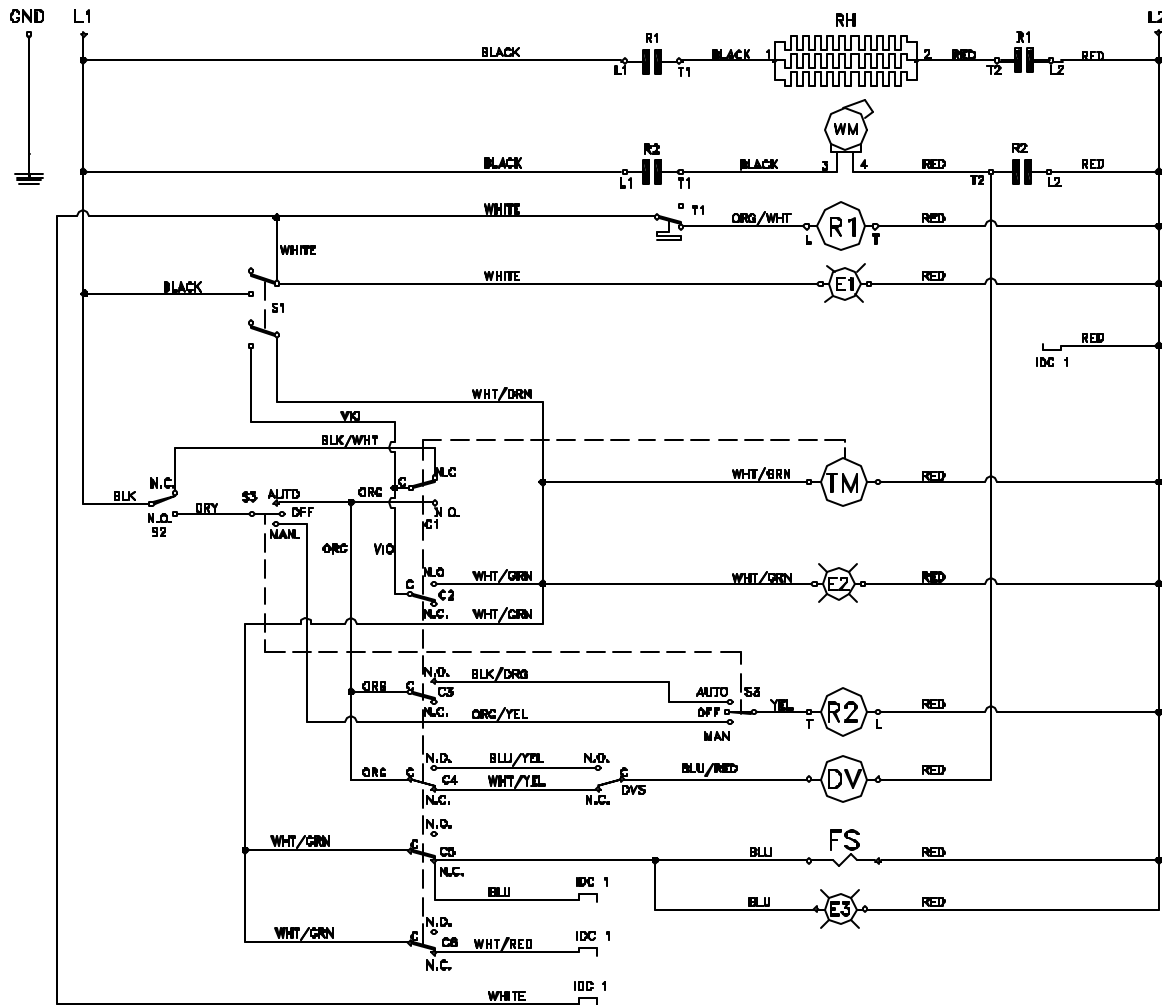 GND L1 RH L2
R1 R1
BLACK BLACK 1 2 RED RED
L1 T1 T2 L2
WM
R2 R2
BLACK BLACK 3 4 RED RED
L1 T1 T2 L2
WHITE T1 ORG/WHT R1 RED
L T
WHITE
WHITE E1 RED
BLACK S1
RED
IDC 1
WHT/GRN
VIO
BLK/WHT
N.C. C N.C. WHT/GRN TM RED
BLK S3 AUTO ORG
N.O. GRY OFF N.O.
S2 MAN. C1
ORG VIO
N.O. WHT/GRN WHT/GRN E2 RED
C C2
N.C. WHT/GRN
N.O. BLK/ORG
ORG C C3 AUTO S3
N.C. ORG/YEL OFF YEL R2 RED
MAN T L
N.O. BLU/YEL N.O.
ORG C C4 WHT/YEL C BLU/RED DV RED
N.C. N.C. DVS
N.O. FS
WHT/GRN C C5 BLU RED
N.C.
BLU IDC 1 BLU E3 RED
N.O.
WHT/GRN C C6 WHT/RED IDC 1
N.C.
WHITE IDC 1